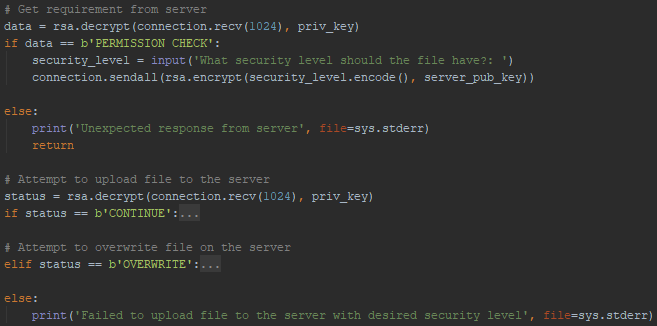 # Get requirement from server
data = rsa.decrypt(connection.recv(1024), priv_key)
if data == b'PERMISSION CHECK':
    security_level = input('What security level should the file have?: ')
    connection.sendall(rsa.encrypt(security_level.encode(), server_pub_key))

else:
    print('Unexpected response from server', file=sys.stderr)
    return

# Attempt to upload file to the server
status = rsa.decrypt(connection.recv(1024), priv_key)
if status == b'CONTINUE':...

# Attempt to overwrite file on the server
elif status == b'OVERWRITE':...

else:
    print('Failed to upload file to the server with desired security level', file=sys.stderr)